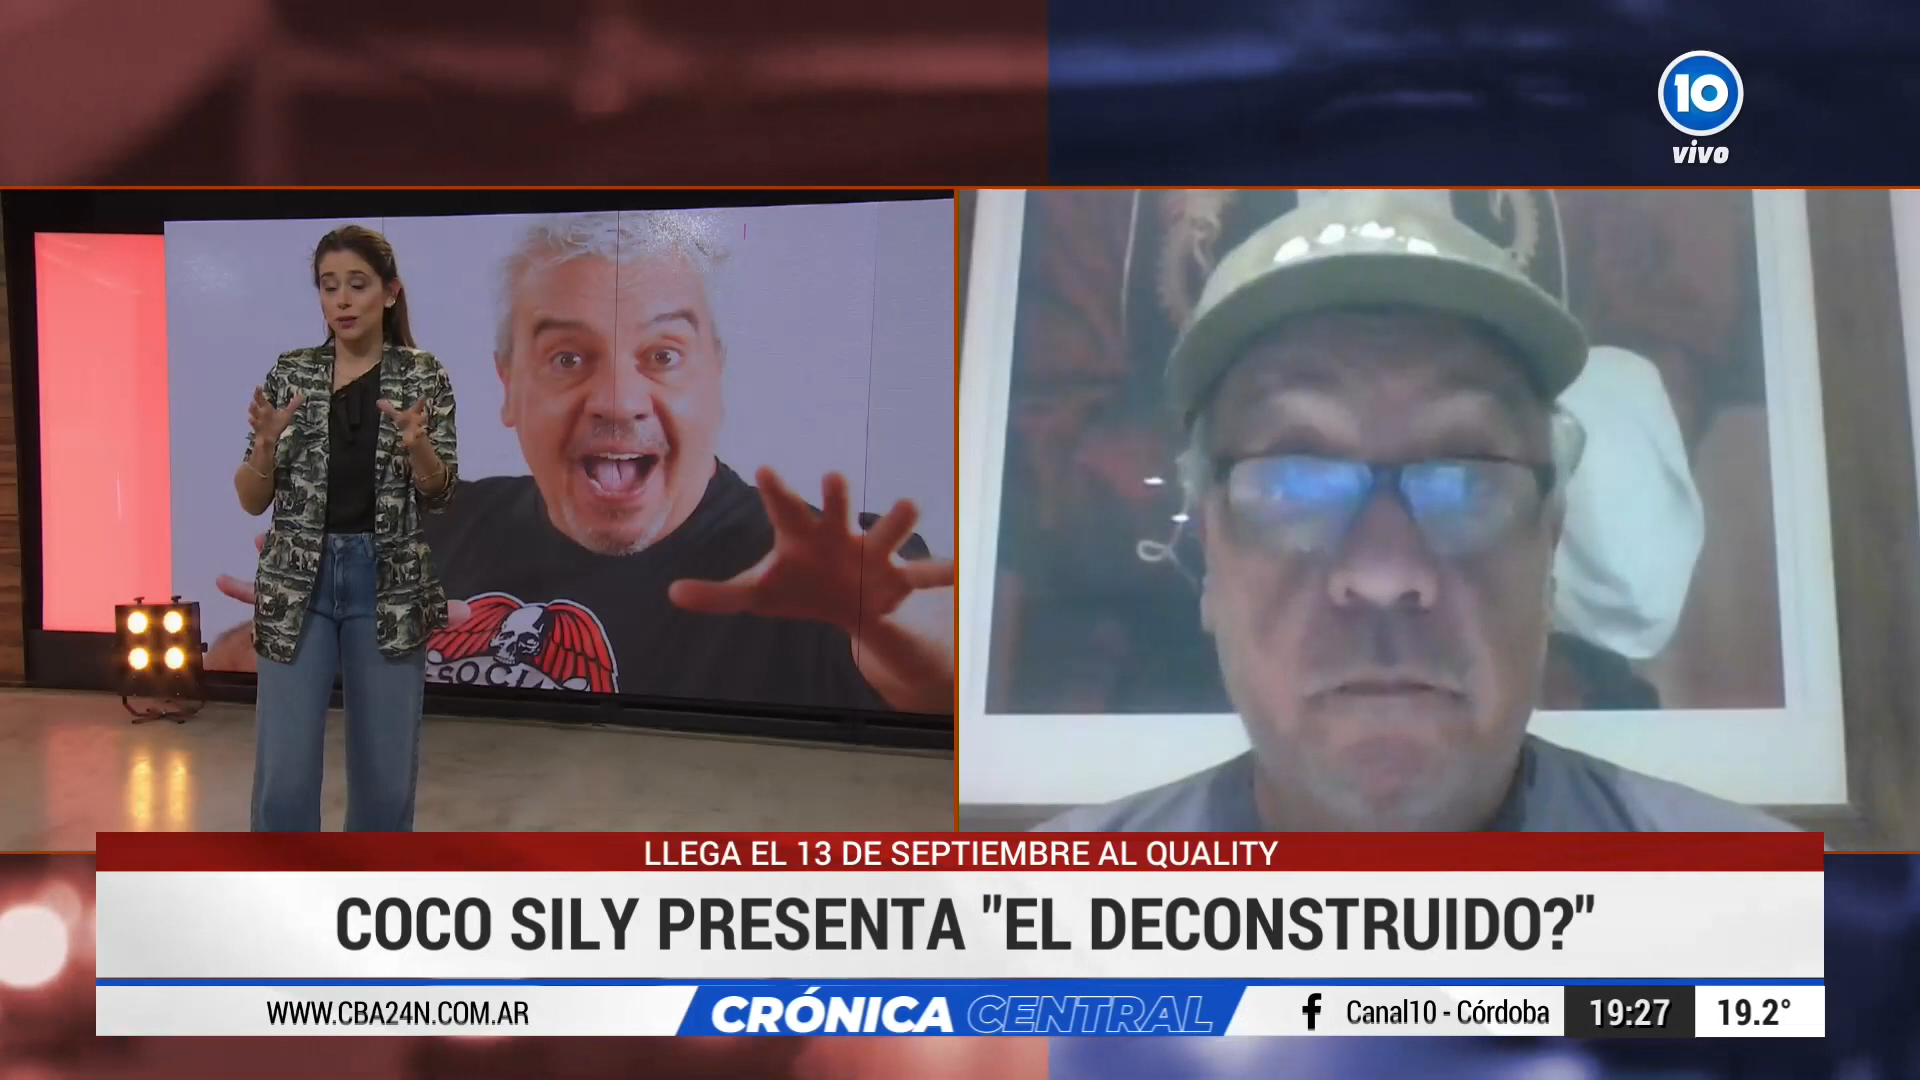 10
vivo
SOCI
LLEGA EL 13 DE SEPTIEMBRE AL QUALITY
COCO SILY PRESENTA "EL DECONSTRUIDO?"
WWW.CBA24N.COM.AR
CRÓNICA CENTRAL
f Canal10 - Córdoba
19:27
19.2°